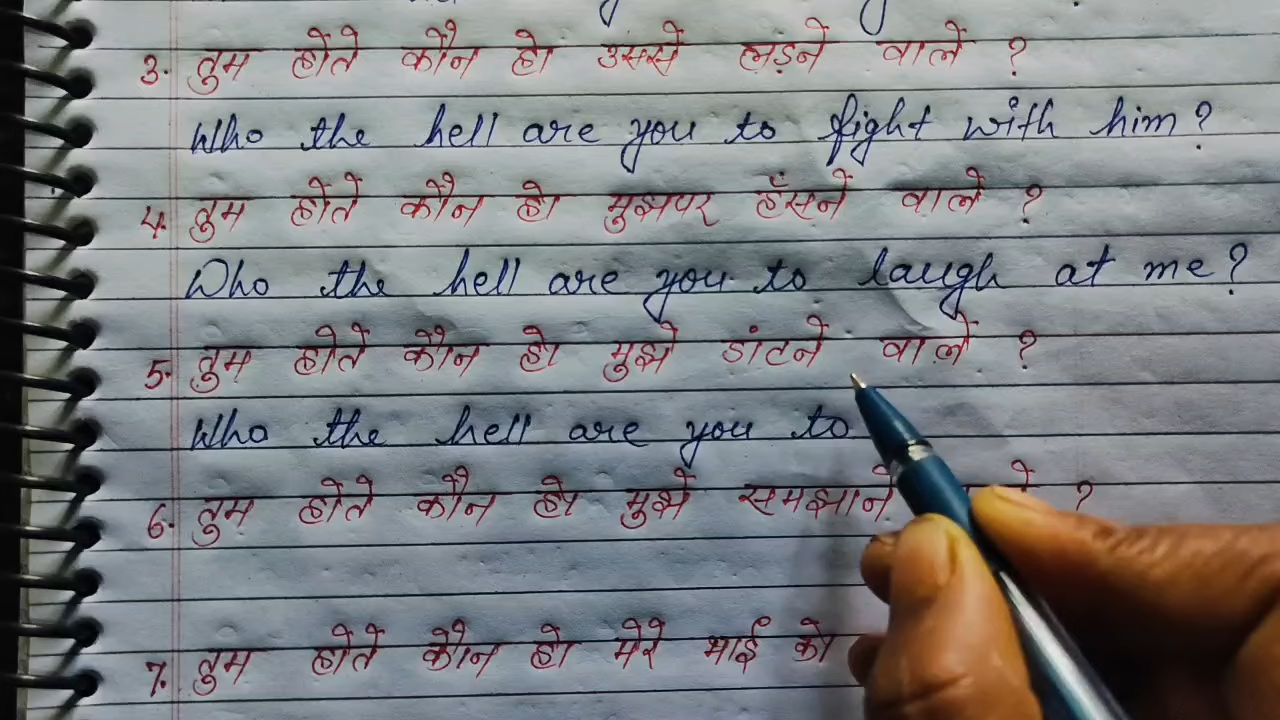 3. तुम होते कौन हो उससे लड़ने वाले ?
Who the hell are you to fight with him?
4. तुम होते कौन हो मुझपर हँसने वाले ?
Who the hell are you to laugh at me?
5. तुम होते कौन हो मुझे डांटने वाले ?
Who the hell are you to
6. तुम होते कौन हो मुझे समझाने ?
7. तुम होते कौन हो मेरे भाई को